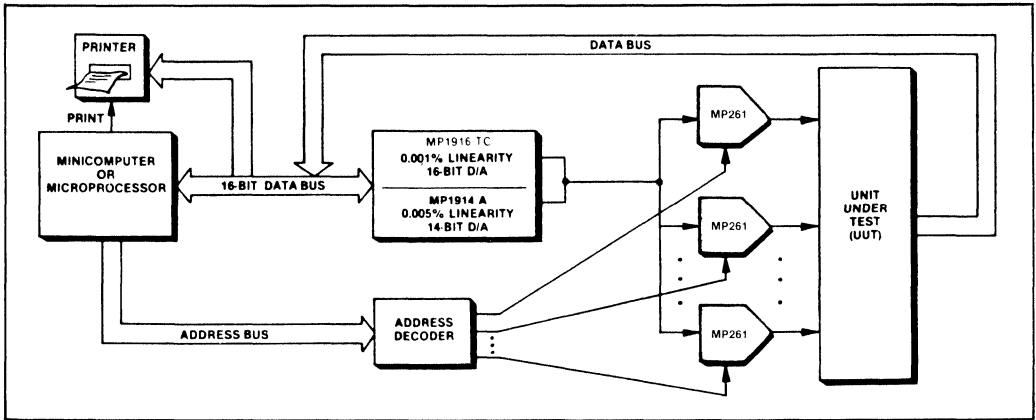 PRINTER
DATA BUS
PRINT
MINICOMPUTER
OR
MICROPROCESSOR
16-BIT DATA BUS
MP1916 TC
0.001% LINEARITY
16-BIT D/A
MP1914 A
0.005% LINEARITY
14-BIT D/A
MP261
MP261
MP261
UNIT
UNDER
TEST
(UUT)
ADDRESS BUS
ADDRESS
DECODER